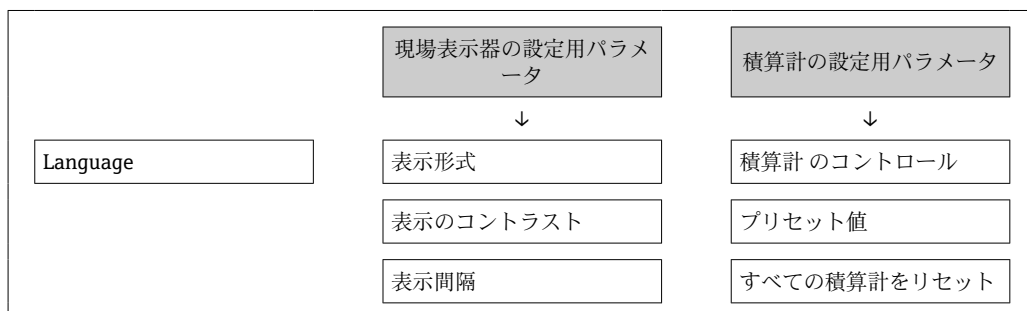 現場表示器の設定用パラメ
ータ
積算計の設定用パラメータ
↓
↓
Language
表示形式
積算計 のコントロール
表示のコントラスト
プリセット値
表示間隔
すべての積算計をリセット